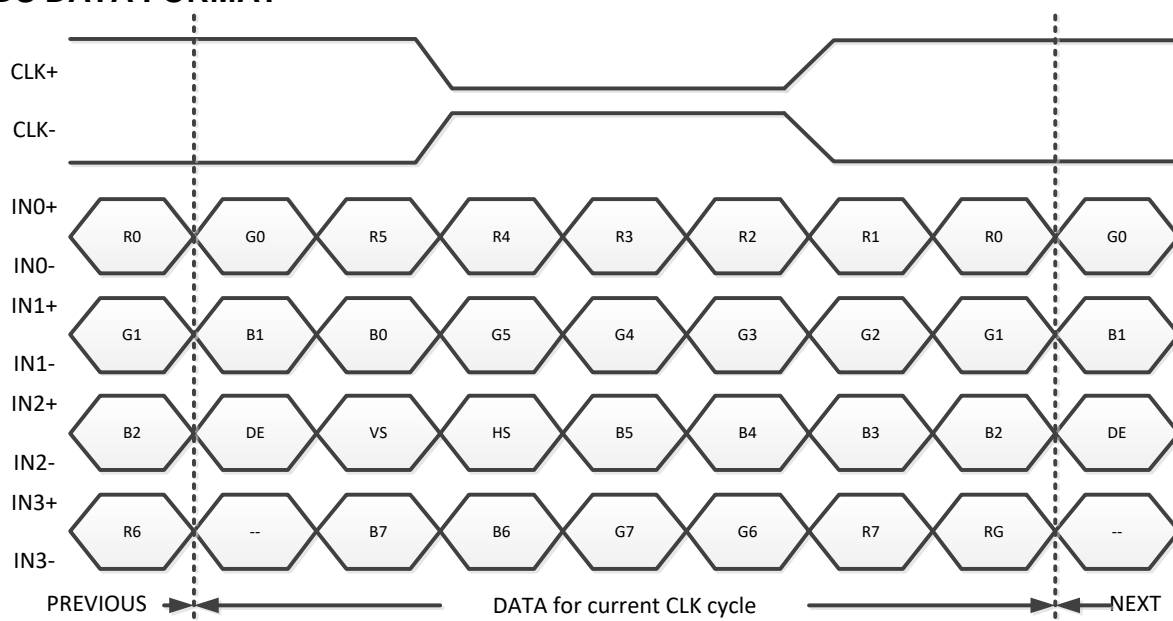 CLK+
CLK-
IN0+
R0 G0 R5 R4 R3 R2 R1 R0 G0
IN0-
IN1+
G1 B1 B0 G5 G4 G3 G2 G1 B1
IN1-
IN2+
B2 DE VS HS B5 B4 B3 B2 DE
IN2-
IN3+
R6 -- B7 B6 G7 G6 R7 RG --
IN3-
PREVIOUS DATA for current CLK cycle NEXT